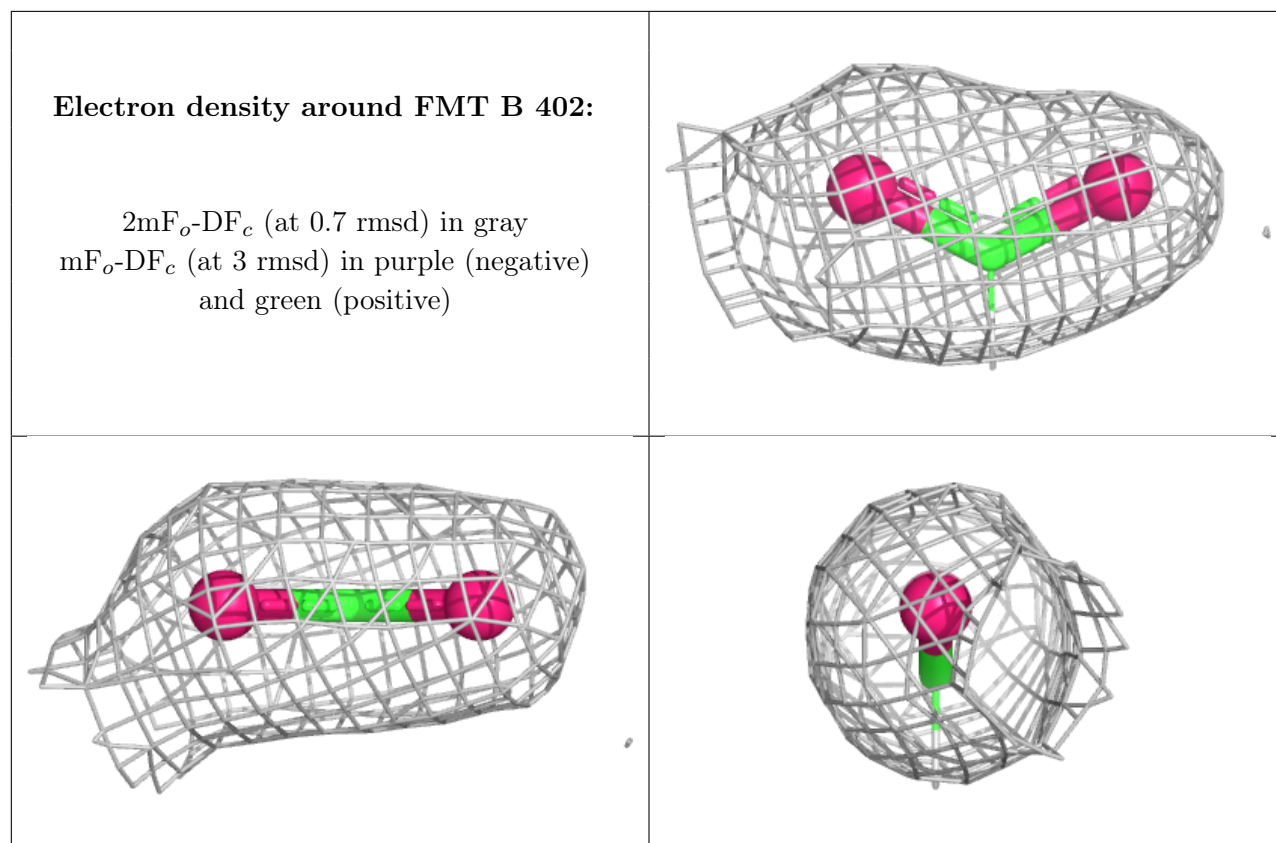 Electron density around FMT B 402:
2mFo-DFc (at 0.7 rmsd) in gray
mFo-DFc (at 3 rmsd) in purple (negative)
and green (positive)